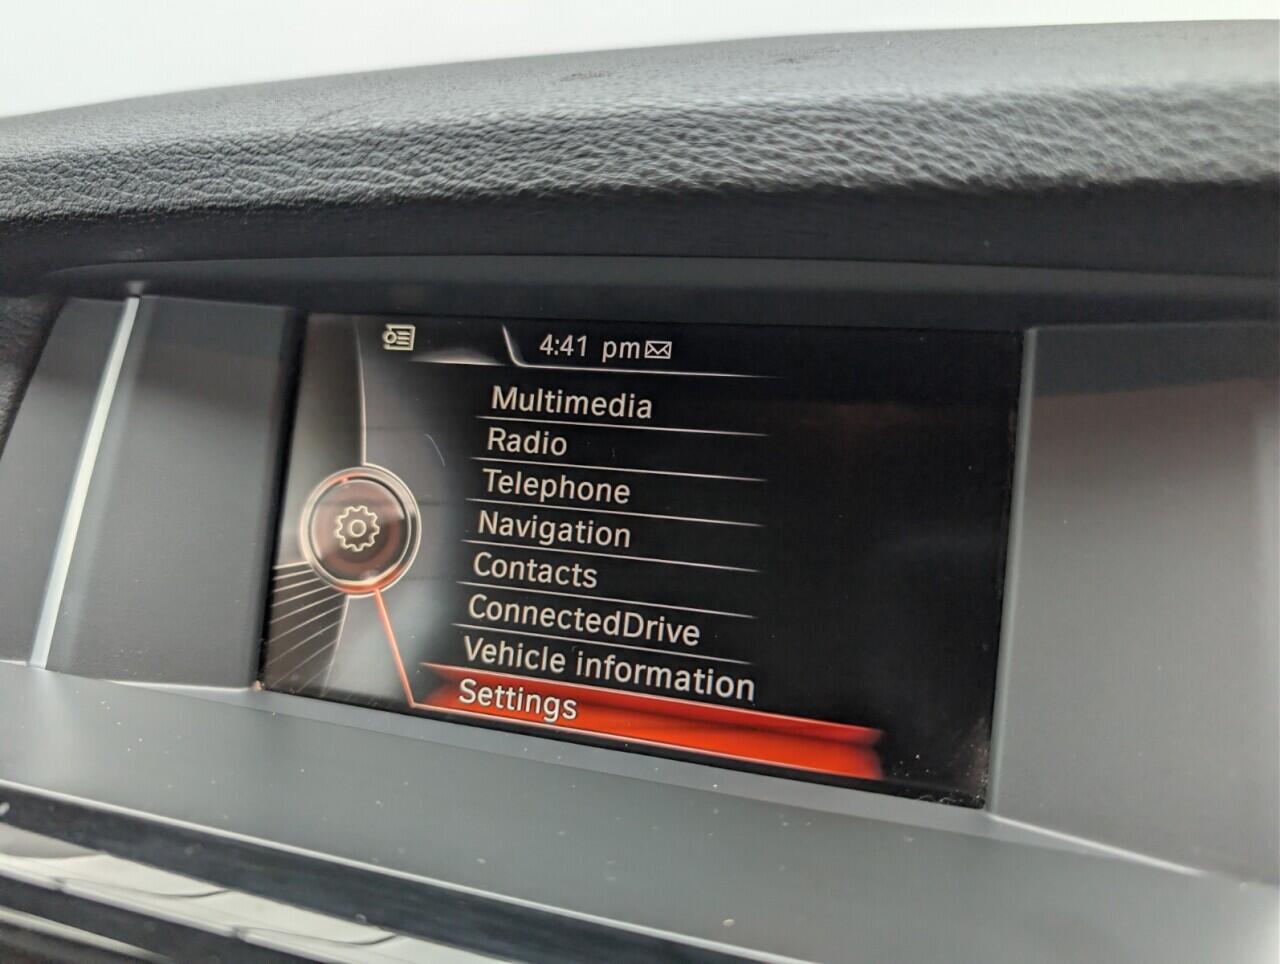 4:41 pm
Multimedia
Radio
Telephone
Navigation
Contacts
ConnectedDrive
Vehicle information
Settings